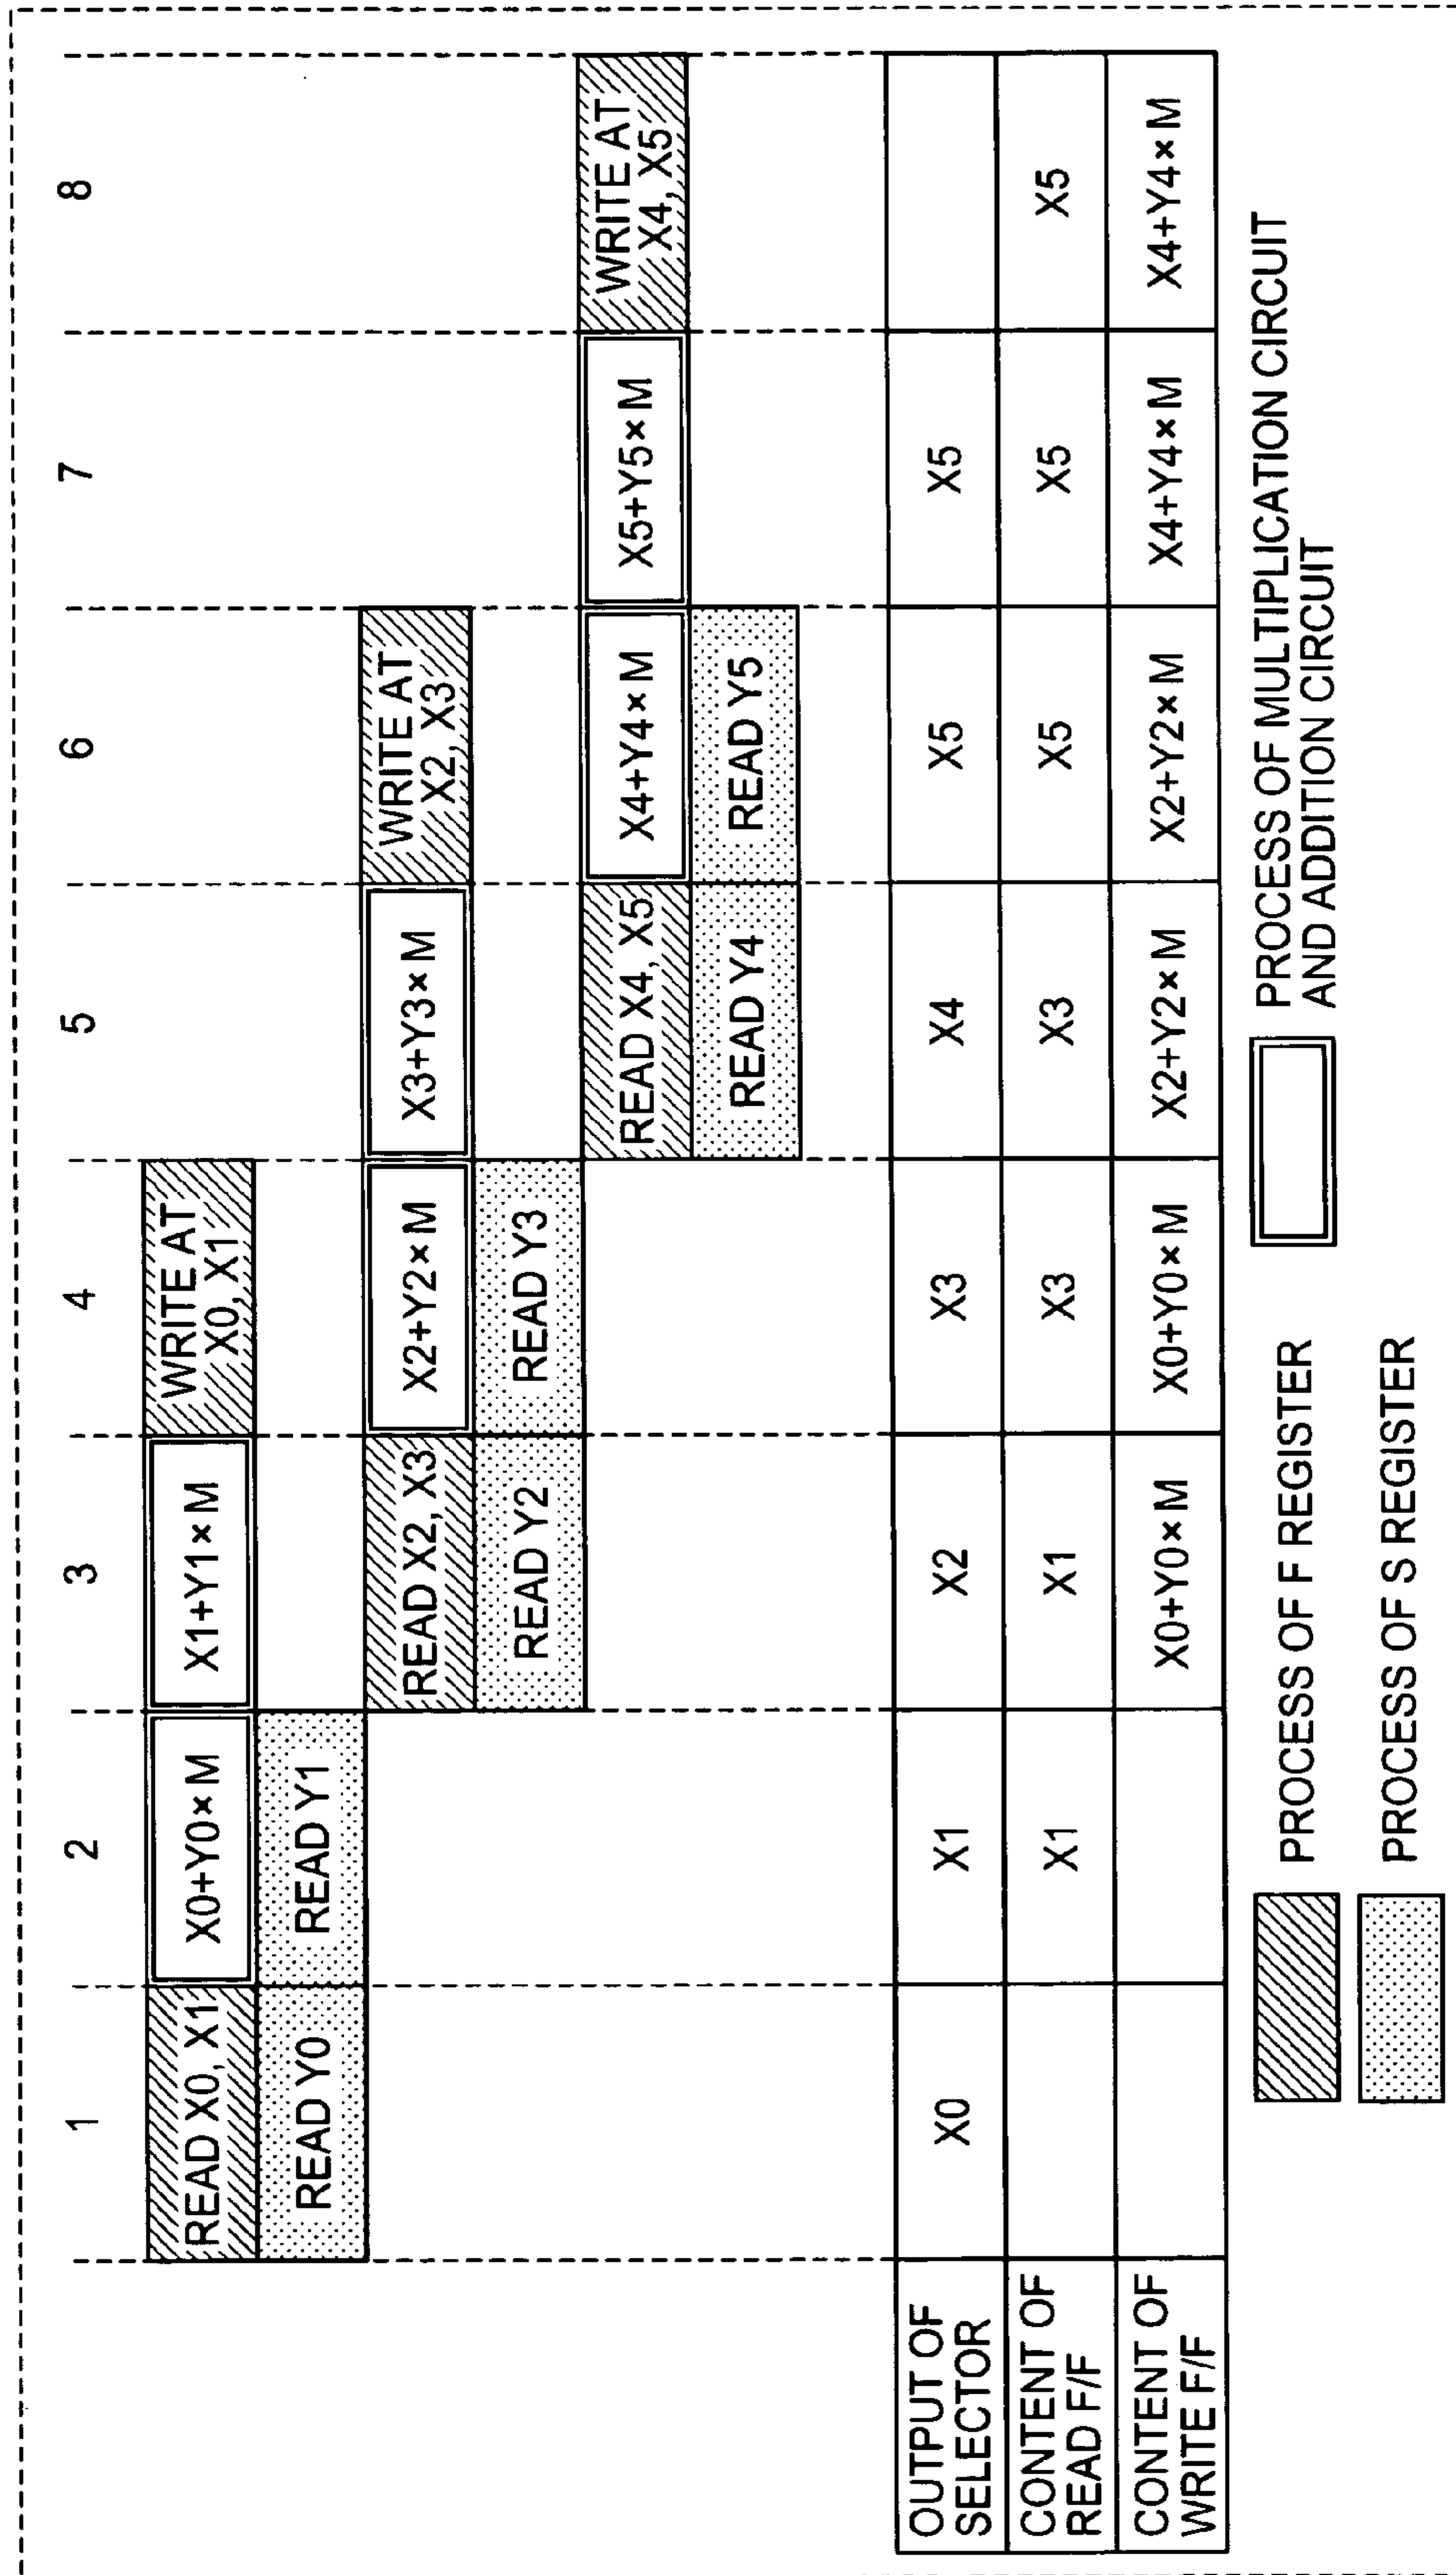 1 2 3 4 5 6 7 8
READ X0, X1
X0+Y0×M
X1+Y1×M
WRITE AT
X0, X1
READ Y0
READ Y1
READ X2, X3
X2+Y2×M
X3+Y3×M
WRITE AT
X2, X3
READ Y2
READ Y3
READ X4, X5
X4+Y4×M
X5+Y5×M
WRITE AT
X4, X5
READ Y4
READ Y5
OUTPUT OF
SELECTOR
X0 X1 X2 X3 X4 X5 X5
CONTENT OF
READ F/F
X1 X1 X3 X3 X5 X5 X5
CONTENT OF
WRITE F/F
X0+Y0×M X0+Y0×M X2+Y2×M X2+Y2×M X4+Y4×M X4+Y4×M
PROCESS OF F REGISTER
PROCESS OF MULTIPLICATION CIRCUIT
AND ADDITION CIRCUIT
PROCESS OF S REGISTER